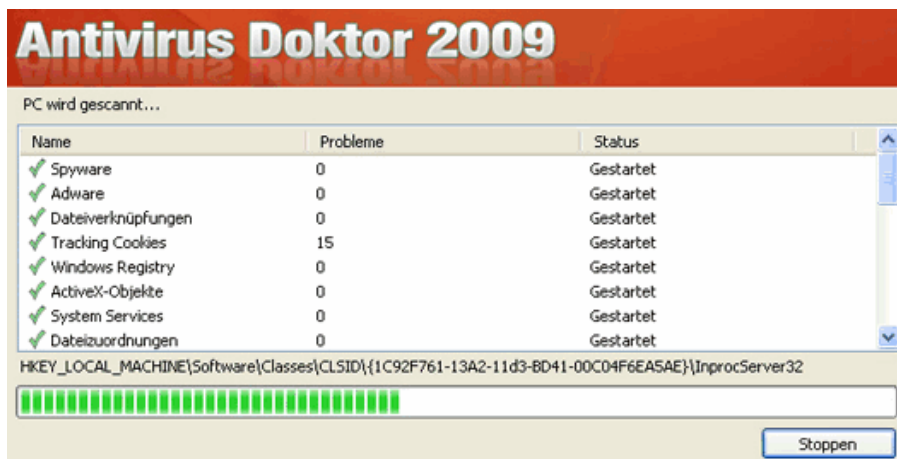 Antivirus Doktor 2009
PC wird gescannt...
Name Probleme Status
Spyware 0 Gestartet
Adware 0 Gestartet
Dateiverknüpfungen 0 Gestartet
Tracking Cookies 15 Gestartet
Windows Registry 0 Gestartet
ActiveX-Objekte 0 Gestartet
System Services 0 Gestartet
Dateizuordnungen 0 Gestartet
HKEY_LOCAL_MACHINE\Software\Classes\CLSID\{1C92F761-13A2-11d3-BD41-00C04F6EA5AE}\InprocServer32
Stoppen